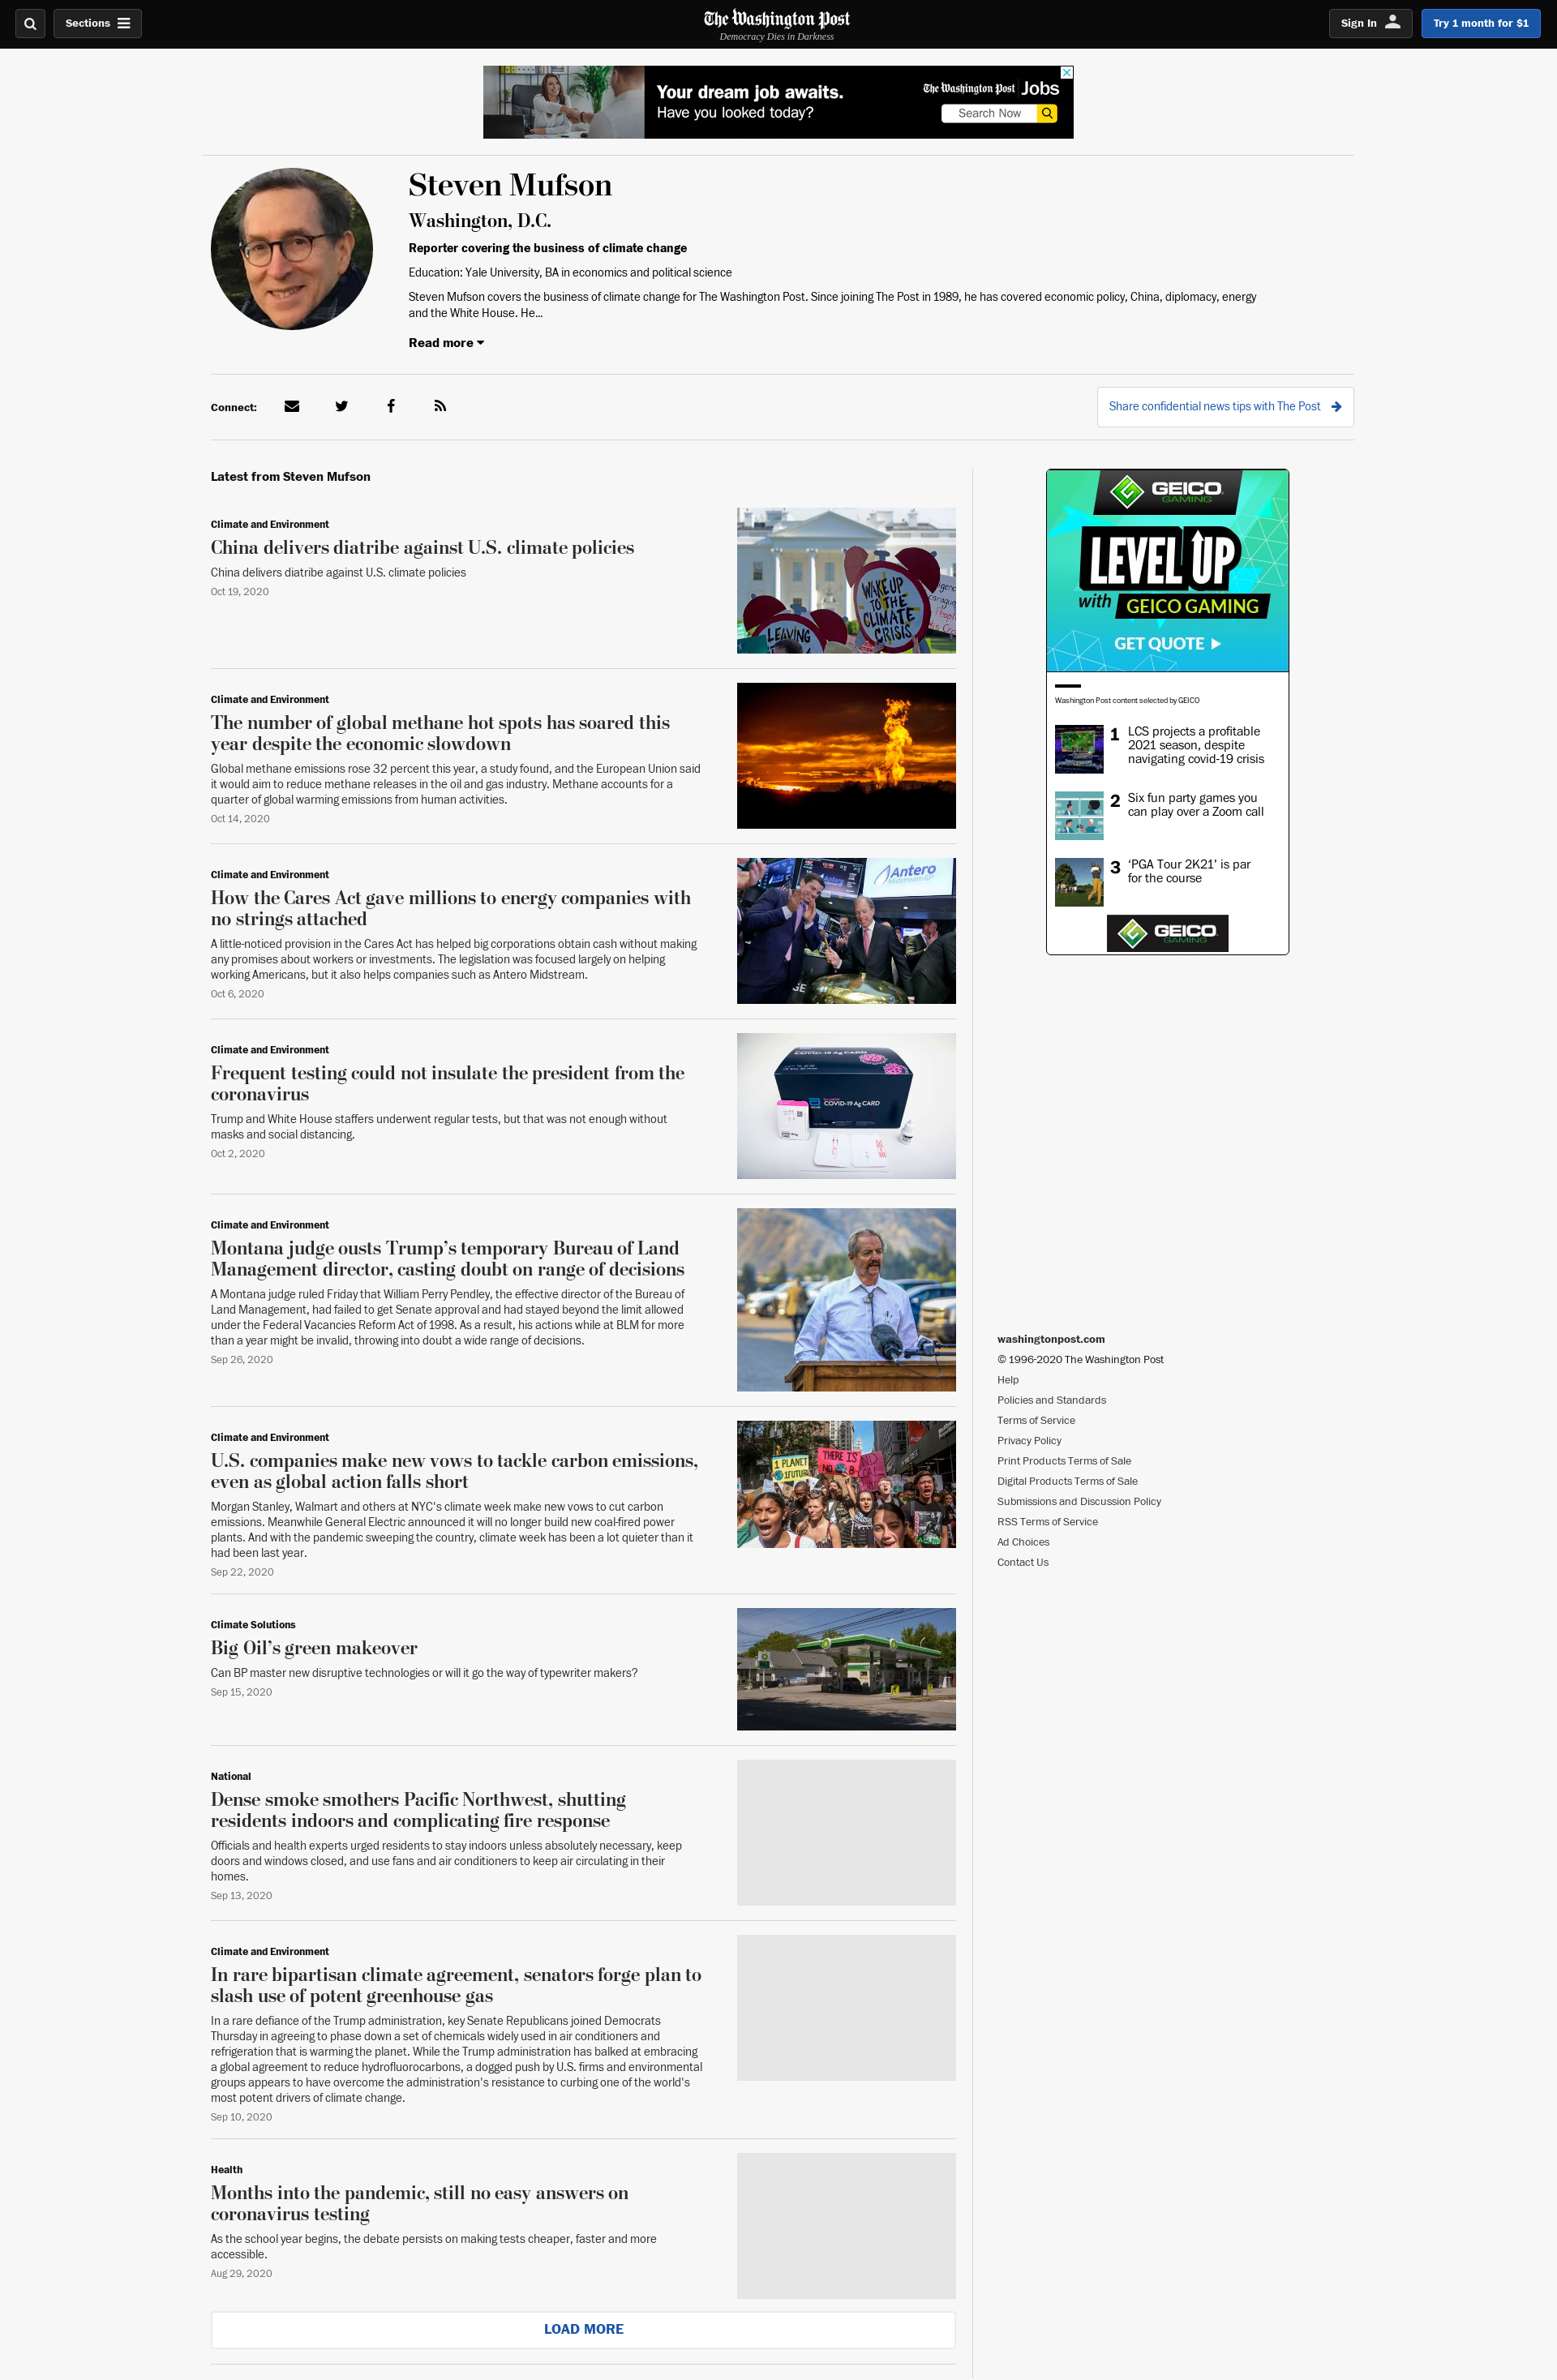 Sections
The Washington Post
Democracy Dies in Darkness
Sign In
Try 1 month for $1
Your dream job awaits.
Have you looked today?
The Washington Post Jobs
Search Now
Steven Mufson
Washington, D.C.
Reporter covering the business of climate change
Education: Yale University, BA in economics and political science
Steven Mufson covers the business of climate change for The Washington Post. Since joining The Post in 1989, he has covered economic policy, China, diplomacy, energy
and the White House. He...
Read more
Connect:
Share confidential news tips with The Post
Latest from Steven Mufson
Climate and Environment
China delivers diatribe against U.S. climate policies
China delivers diatribe against U.S. climate policies
Oct 19, 2020
WAKE UP
TO THE
CLIMATE
CRISIS
LEAVING
Climate and Environment
The number of global methane hot spots has soared this
year despite the economic slowdown
Global methane emissions rose 32 percent this year, a study found, and the European Union said
it would aim to reduce methane releases in the oil and gas industry. Methane accounts for a
quarter of global warming emissions from human activities.
Oct 14, 2020
Climate and Environment
How the Cares Act gave millions to energy companies with
no strings attached
A little-noticed provision in the Cares Act has helped big corporations obtain cash without making
any promises about workers or investments. The legislation was focused largely on helping
working Americans, but it also helps companies such as Antero Midstream.
Oct 6, 2020
Antero
Midstream GP
Climate and Environment
Frequent testing could not insulate the president from the
coronavirus
Trump and White House staffers underwent regular tests, but that was not enough without
masks and social distancing.
Oct 2, 2020
COVID-19 Ag CARD
COVID-19 Ag CARD
Climate and Environment
Montana judge ousts Trump’s temporary Bureau of Land
Management director, casting doubt on range of decisions
A Montana judge ruled Friday that William Perry Pendley, the effective director of the Bureau of
Land Management, had failed to get Senate approval and had stayed beyond the limit allowed
under the Federal Vacancies Reform Act of 1998. As a result, his actions while at BLM for more
than a year might be invalid, throwing into doubt a wide range of decisions.
Sep 26, 2020
Climate and Environment
U.S. companies make new vows to tackle carbon emissions,
even as global action falls short
Morgan Stanley, Walmart and others at NYC's climate week make new vows to cut carbon
emissions. Meanwhile General Electric announced it will no longer build new coal-fired power
plants. And with the pandemic sweeping the country, climate week has been a lot quieter than it
had been last year.
Sep 22, 2020
1 PLANET
1 FUTURE
THERE IS
NO B
Climate Solutions
Big Oil’s green makeover
Can BP master new disruptive technologies or will it go the way of typewriter makers?
Sep 15, 2020
National
Dense smoke smothers Pacific Northwest, shutting
residents indoors and complicating fire response
Officials and health experts urged residents to stay indoors unless absolutely necessary, keep
doors and windows closed, and use fans and air conditioners to keep air circulating in their
homes.
Sep 13, 2020
Climate and Environment
In rare bipartisan climate agreement, senators forge plan to
slash use of potent greenhouse gas
In a rare defiance of the Trump administration, key Senate Republicans joined Democrats
Thursday in agreeing to phase down a set of chemicals widely used in air conditioners and
refrigeration that is warming the planet. While the Trump administration has balked at embracing
a global agreement to reduce hydrofluorocarbons, a dogged push by U.S. firms and environmental
groups appears to have overcome the administration's resistance to curbing one of the world's
most potent drivers of climate change.
Sep 10, 2020
Health
Months into the pandemic, still no easy answers on
coronavirus testing
As the school year begins, the debate persists on making tests cheaper, faster and more
accessible.
Aug 29, 2020
LOAD MORE
GEICO
GAMING
LEVEL UP
with GEICO GAMING
GET QUOTE
Washington Post content selected by GEICO
1 LCS projects a profitable
2021 season, despite
navigating covid-19 crisis
2 Six fun party games you
can play over a Zoom call
3 ‘PGA Tour 2K21’ is par
for the course
GEICO
GAMING
washingtonpost.com
© 1996-2020 The Washington Post
Help
Policies and Standards
Terms of Service
Privacy Policy
Print Products Terms of Sale
Digital Products Terms of Sale
Submissions and Discussion Policy
RSS Terms of Service
Ad Choices
Contact Us